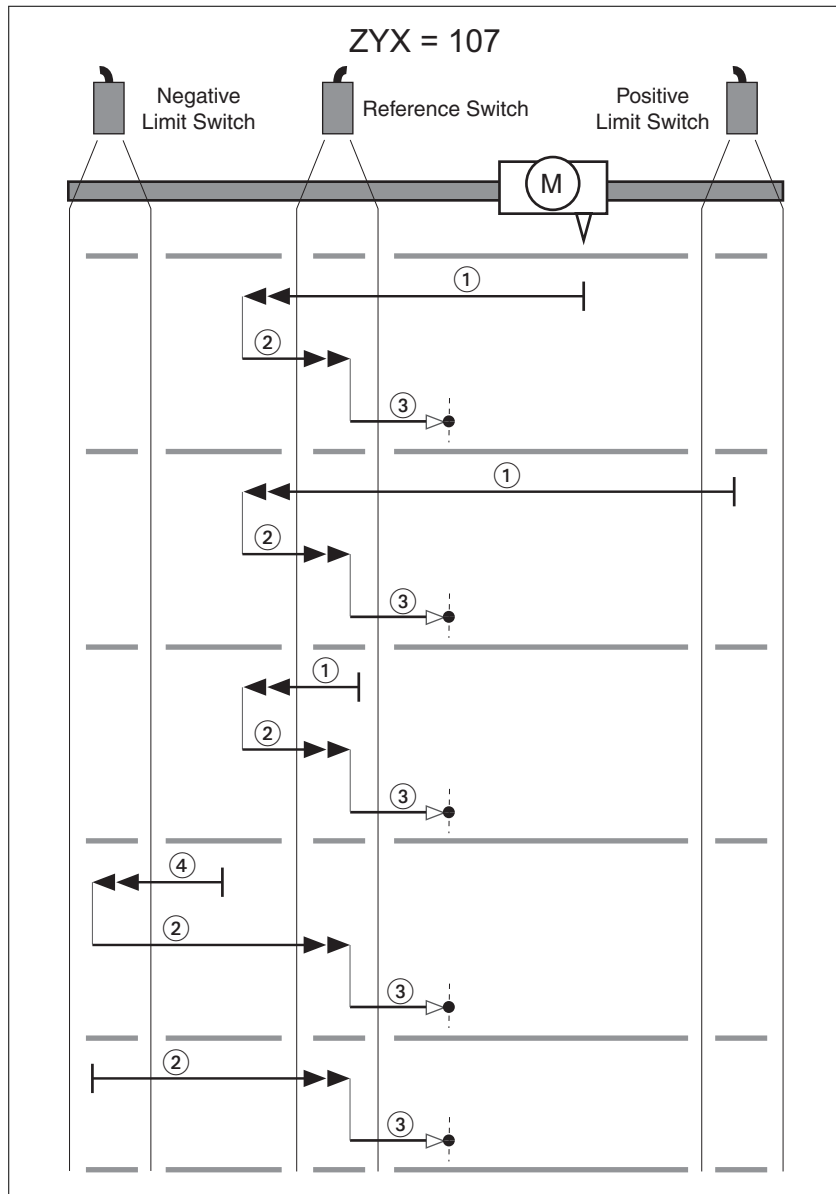 ZYX = 107
Negative
Limit Switch
Reference Switch
Positive
Limit Switch
M
1
2
3
1
2
3
1
2
3
4
2
3
2
3